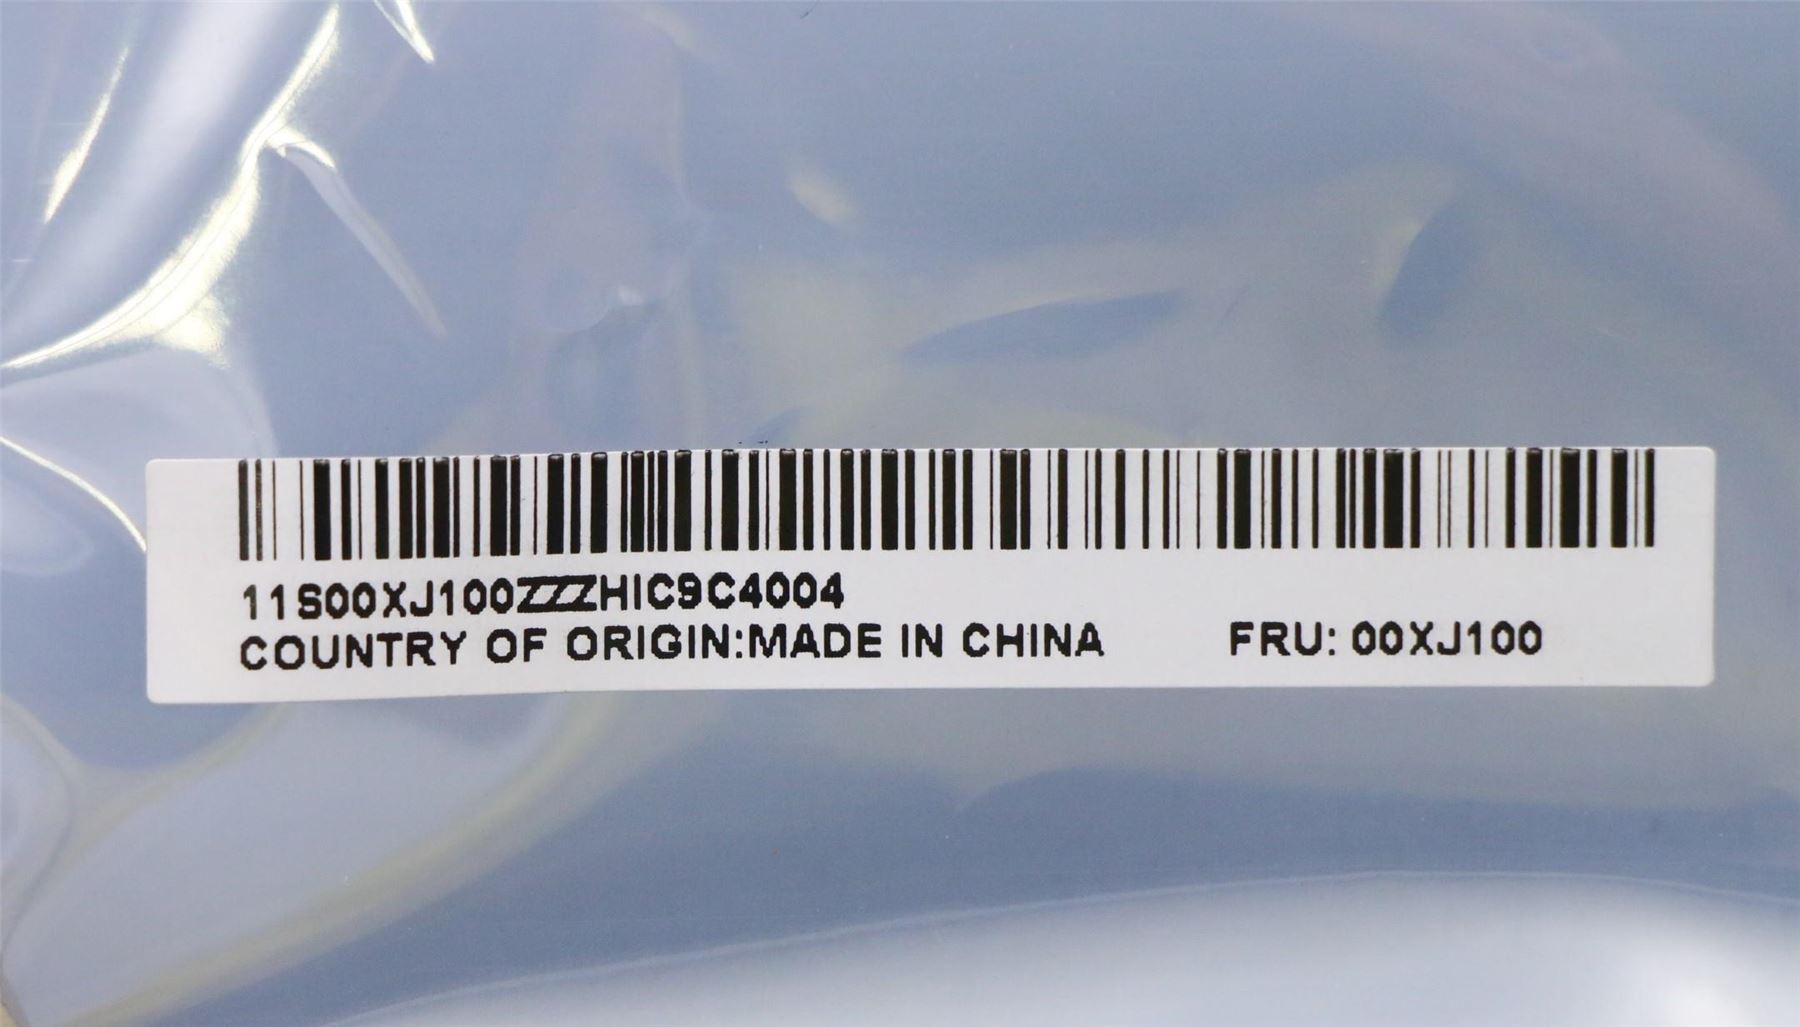 11S00XJ100ZZZHIC9C4004
COUNTRY OF ORIGIN:MADE IN CHINA FRU: 00XJ100